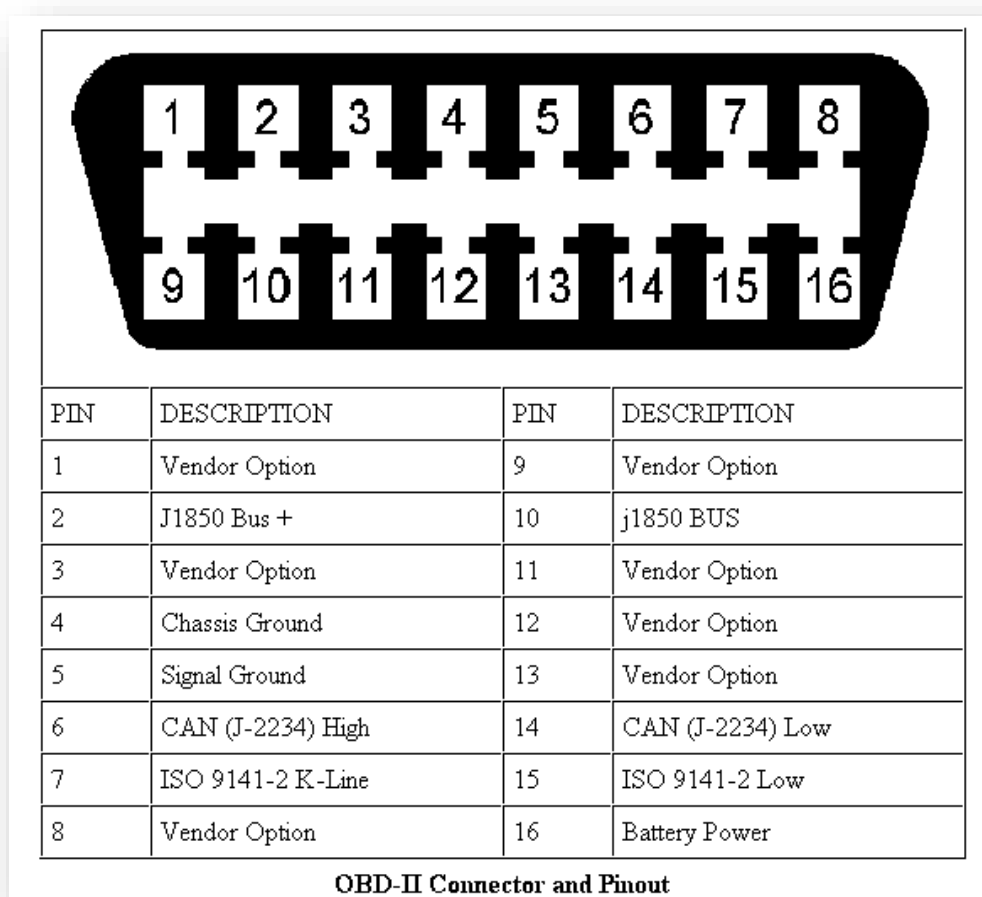 1 2 3 4 5 6 7 8
9 10 11 12 13 14 15 16
PIN DESCRIPTION PIN DESCRIPTION
1 Vendor Option 9 Vendor Option
2 J1850 Bus + 10 j1850 BUS
3 Vendor Option 11 Vendor Option
4 Chassis Ground 12 Vendor Option
5 Signal Ground 13 Vendor Option
6 CAN (J-2234) High 14 CAN (J-2234) Low
7 ISO 9141-2 K-Line 15 ISO 9141-2 Low
8 Vendor Option 16 Battery Power
OBD-II Connector and Pinout